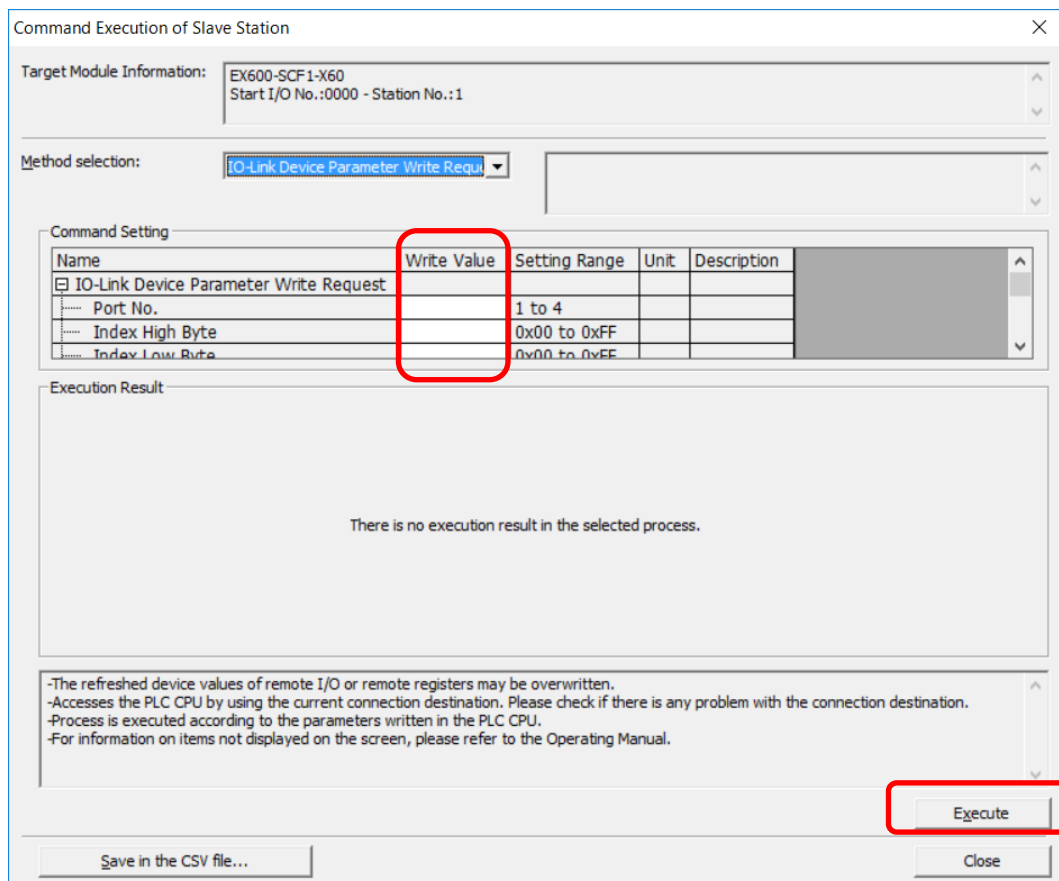 Command Execution of Slave Station
Target Module Information:
EX600-SCF1-X60
Start I/O No.:0000 - Station No.:1
Method selection:
IO-Link Device Parameter Write Requ
Command Setting
Name Write Value Setting Range Unit Description
IO-Link Device Parameter Write Request
Port No. 1 to 4
Index High Byte 0x00 to 0xFF
Index Low Byte 0x00 to 0xFF
Execution Result
There is no execution result in the selected process.
-The refreshed device values of remote I/O or remote registers may be overwritten.
-Accesses the PLC CPU by using the current connection destination. Please check if there is any problem with the connection destination.
-Process is executed according to the parameters written in the PLC CPU.
-For information on items not displayed on the screen, please refer to the Operating Manual.
Execute
Save in the CSV file...
Close